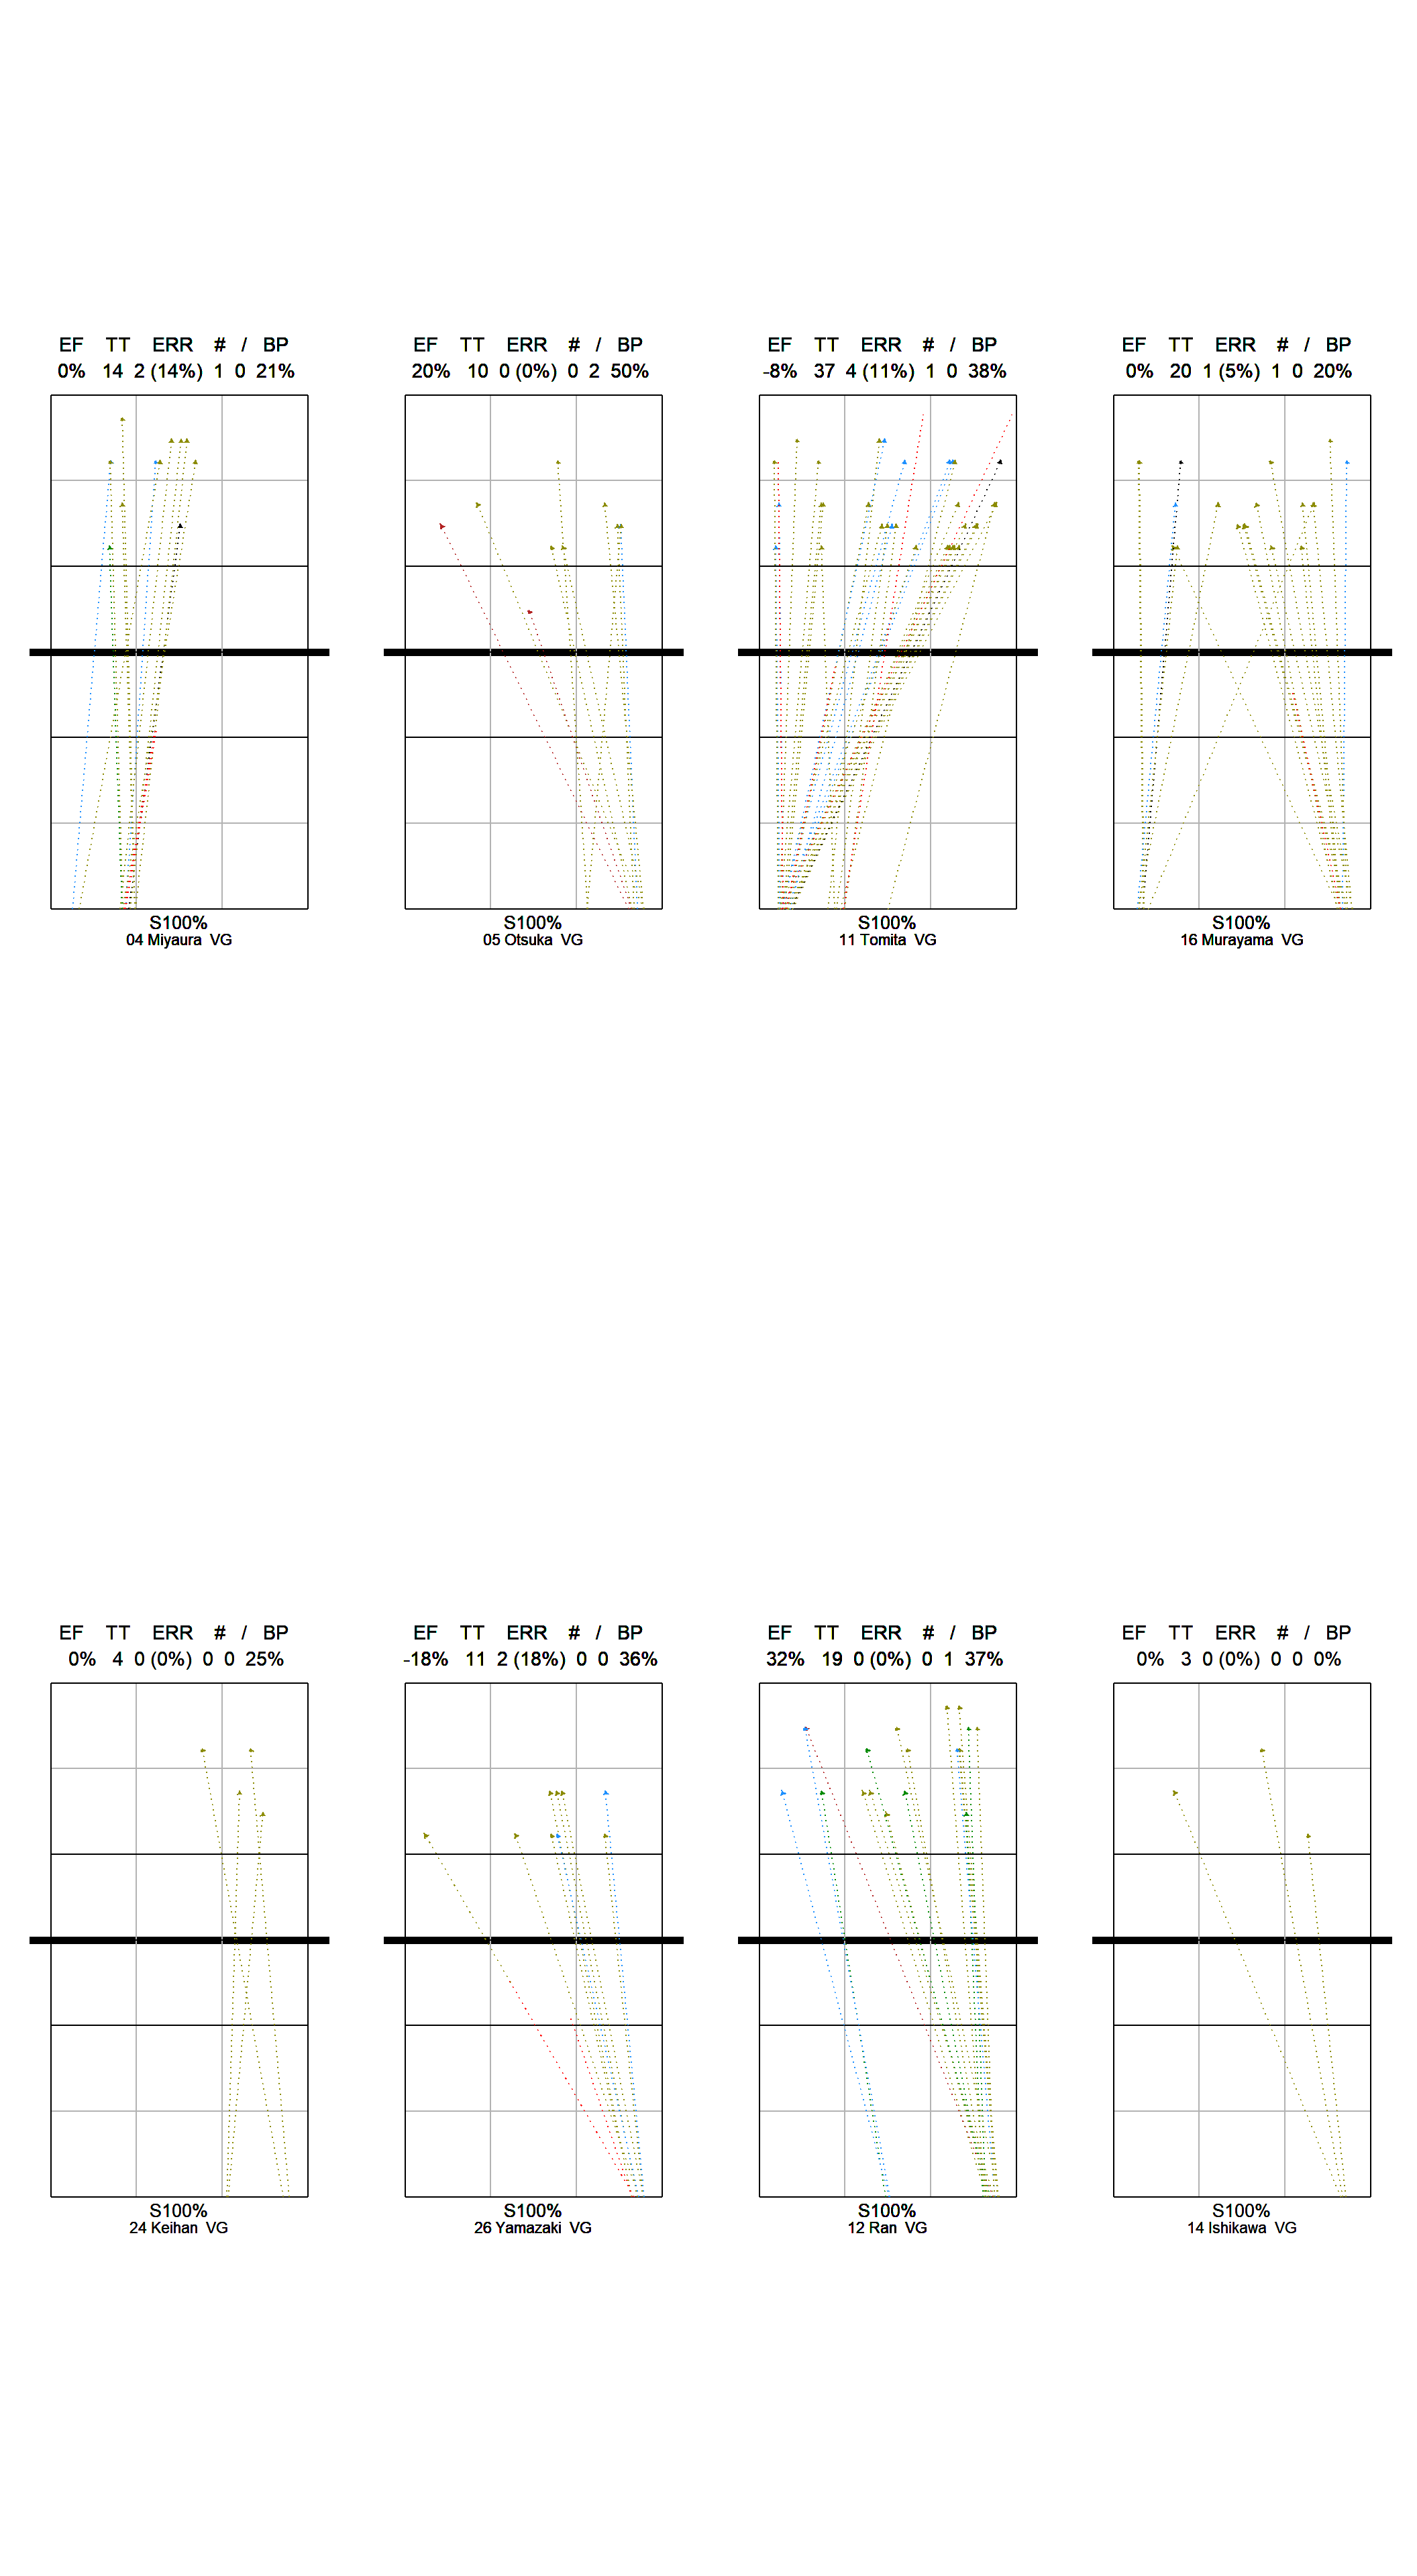 EF TT ERR # / BP
0% 14 2 (14%) 1 0 21%
S100%
04 Miyaura VG
EF TT ERR # / BP
20% 10 0 (0%) 0 2 50%
S100%
05 Otsuka VG
EF TT ERR # / BP
-8% 37 4 (11%) 1 0 38%
S100%
11 Tomita VG
EF TT ERR # / BP
0% 20 1 (5%) 1 0 20%
S100%
16 Murayama VG
EF TT ERR # / BP
0% 4 0 (0%) 0 0 25%
S100%
24 Keihan VG
EF TT ERR # / BP
-18% 11 2 (18%) 0 0 36%
S100%
26 Yamazaki VG
EF TT ERR # / BP
32% 19 0 (0%) 0 1 37%
S100%
12 Ran VG
EF TT ERR # / BP
0% 3 0 (0%) 0 0 0%
S100%
14 Ishikawa VG